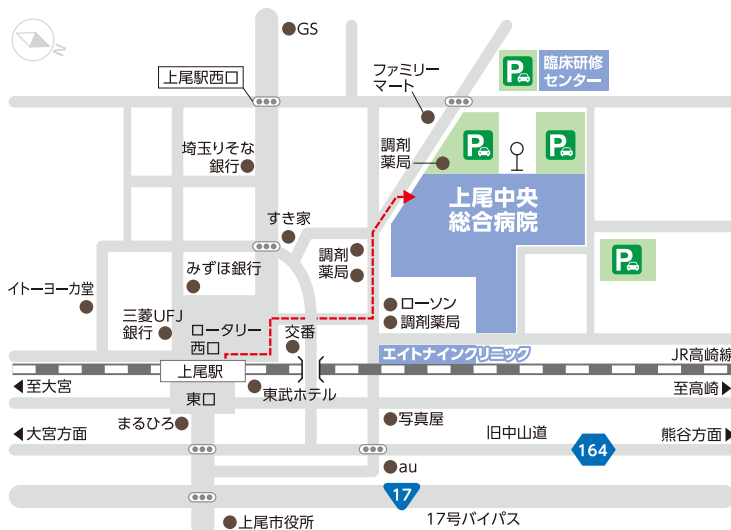 N
GS
上尾駅西口
ファミリー
マート
P
臨床研修
センター
埼玉りそな
銀行
調剤
薬局
P
P
上尾中央
総合病院
すき家
調剤
薬局
P
みずほ銀行
イトーヨーカ堂
三菱UFJ
銀行
ロータリー
西口
交番
ローソン
調剤薬局
エイトナインクリニック
JR高崎線
上尾駅
至大宮
東口
東武ホテル
至高崎
まるひろ
写真屋
大宮方面
旧中山道
164
熊谷方面
au
17
17号バイパス
上尾市役所